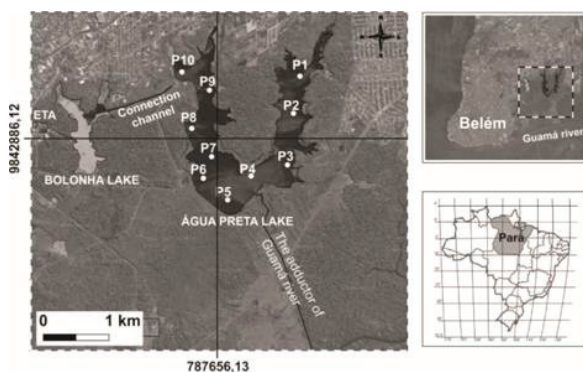 P10
P1
P9
P2
ETA
Connection
channel
P8
9842886,12
P7
P3
P6
P4
BOLONHA LAKE
P5
ÁGUA PRETA LAKE
The adductor of
Guamá river
0
1 km
787656,13
Belém
Guamá river
Pará